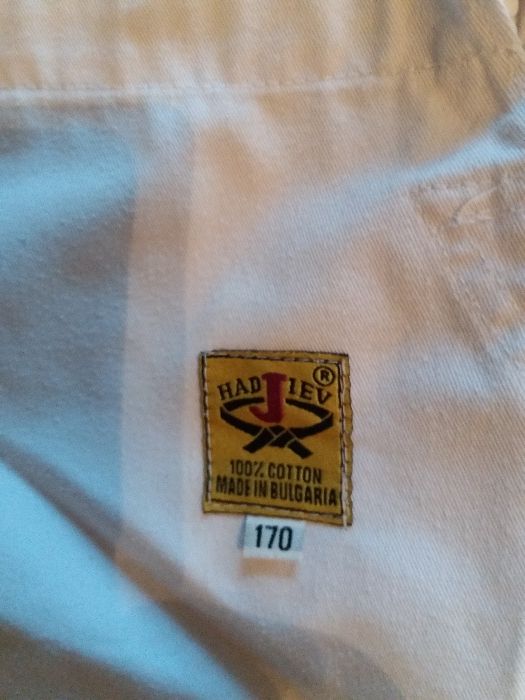 ®
HADJIEV
100% COTTON
MADE IN BULGARIA
170